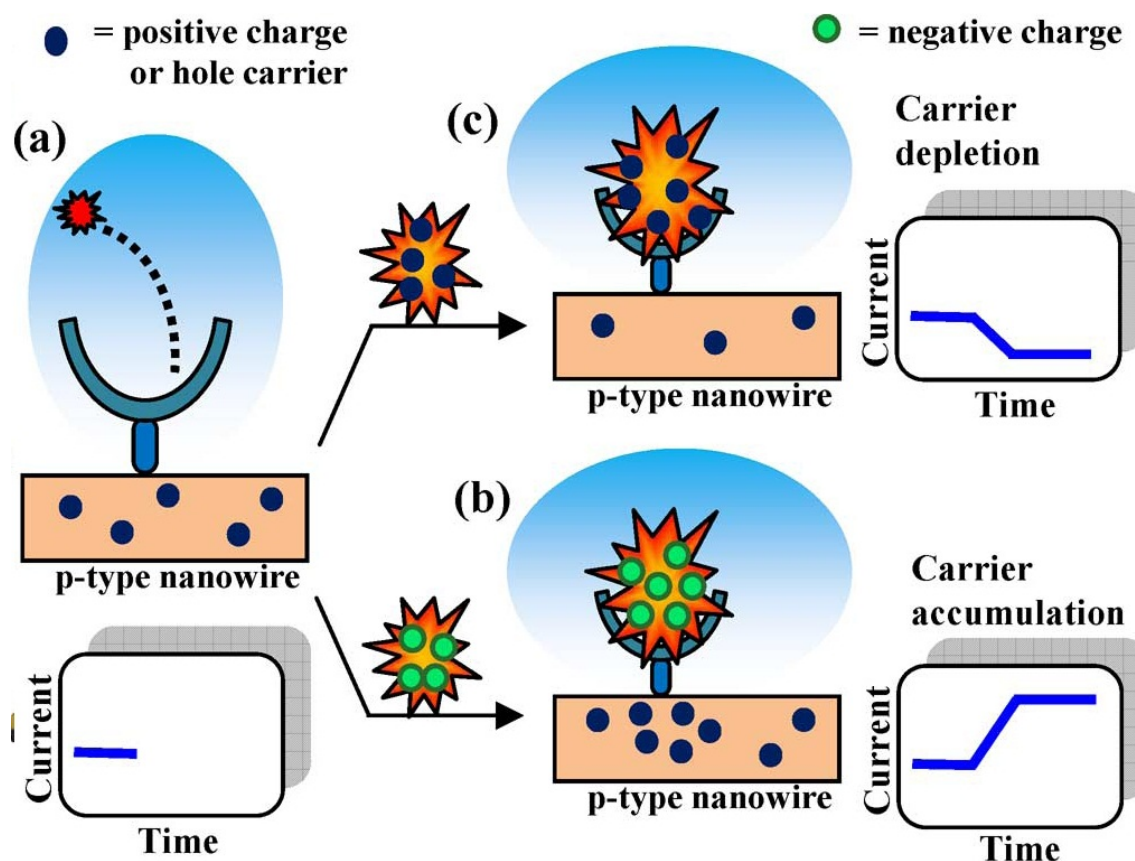 = positive charge
or hole carrier
= negative charge
(a)
p-type nanowire
Current
Time
(c)
p-type nanowire
Carrier
depletion
Current
Time
(b)
p-type nanowire
Carrier
accumulation
Current
Time